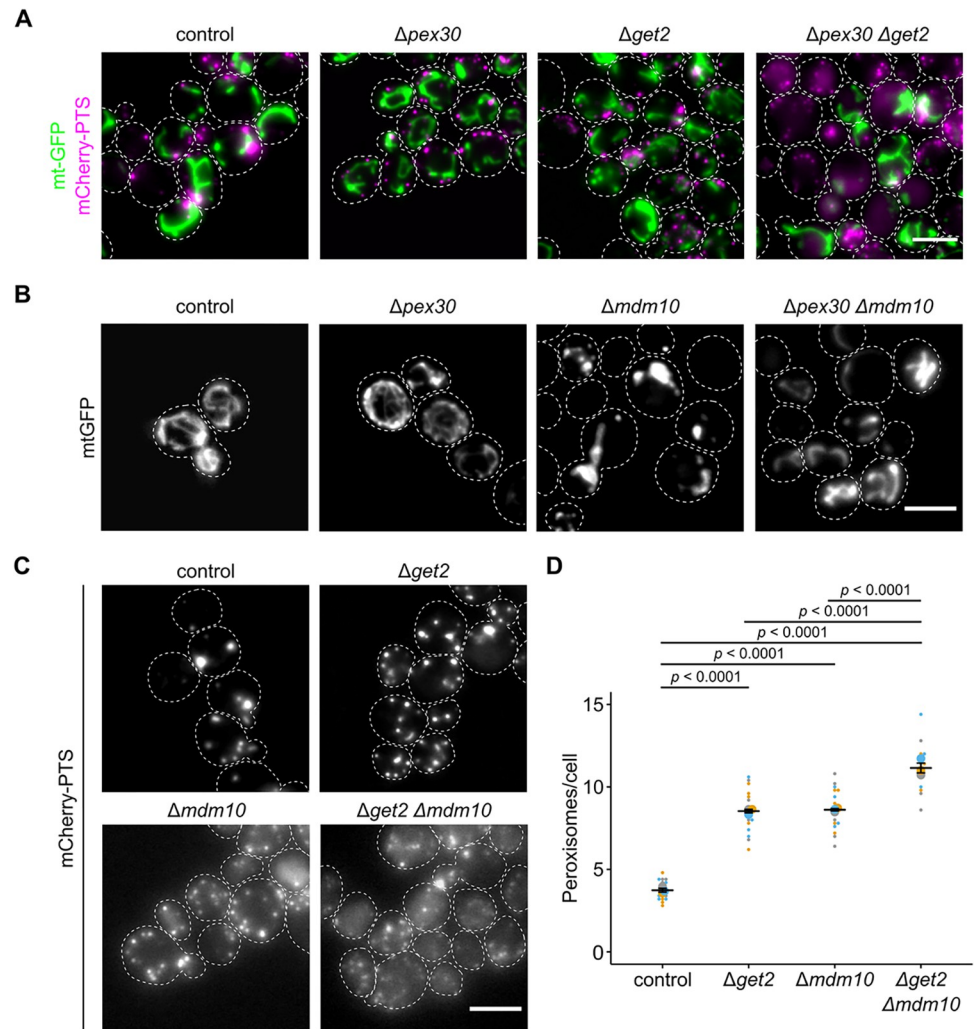 A
control
Δpex30
Δget2
Δpex30 Δget2
mt-GFP
mCherry-PTS
B
control
Δpex30
Δmdm10
Δpex30 Δmdm10
mtGFP
C
control
Δget2
Δmdm10
Δget2 Δmdm10
mCherry-PTS
D
p < 0.0001
p < 0.0001
p < 0.0001
p < 0.0001
p < 0.0001
Peroxisomes/cell
15
10
5
0
control
Δget2
Δmdm10
Δget2
Δmdm10